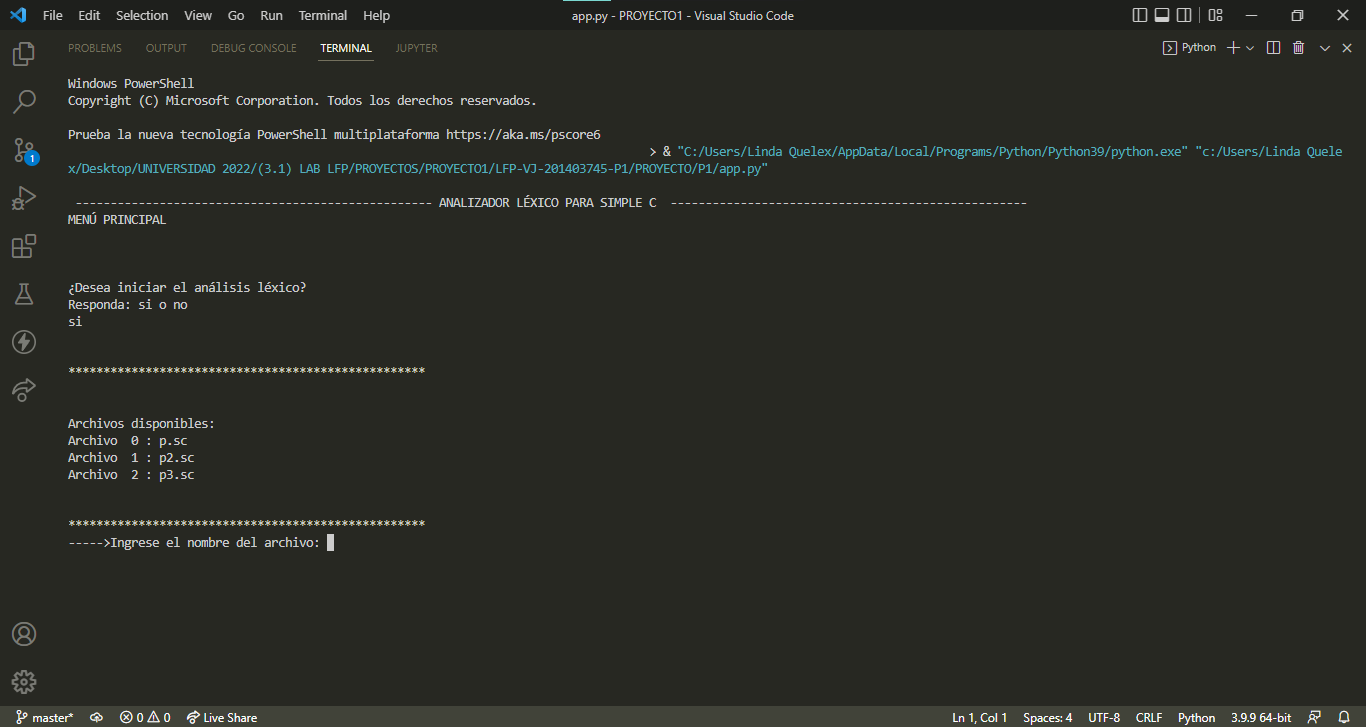 File Edit Selection View Go Run Terminal Help app.py - PROYECTO1 - Visual Studio Code
PROBLEMS OUTPUT DEBUG CONSOLE TERMINAL JUPYTER Python
Windows PowerShell
Copyright (C) Microsoft Corporation. Todos los derechos reservados.
Prueba la nueva tecnología PowerShell multiplataforma https://aka.ms/pscore6
> & "C:/Users/Linda Quelex/AppData/Local/Programs/Python/Python39/python.exe" "c:/Users/Linda Quele
x/Desktop/UNIVERSIDAD 2022/(3.1) LAB LFP/PROYECTOS/PROYECTO1/LFP-VJ-201403745-P1/PROYECTO/P1/app.py"
--------------------------------------------------- ANALIZADOR LÉXICO PARA SIMPLE C ---------------------------------------------------
MENÚ PRINCIPAL
¿Desea iniciar el análisis léxico?
Responda: si o no
si
***************************************************
Archivos disponibles:
Archivo 0 : p.sc
Archivo 1 : p2.sc
Archivo 2 : p3.sc
***************************************************
----->Ingrese el nombre del archivo:
1
master* 0 0 Live Share Ln 1, Col 1 Spaces: 4 UTF-8 CRLF Python 3.9.9 64-bit